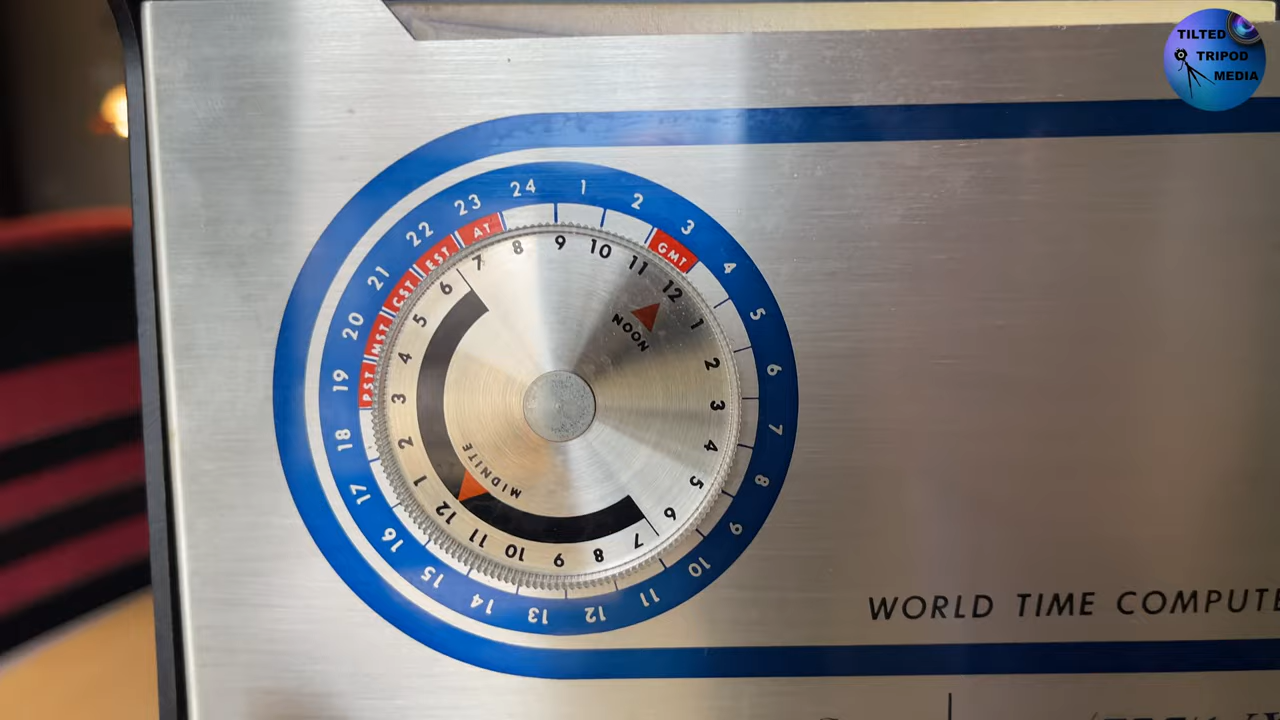 TILTED
TRIPOD
MEDIA
24 1 2 3 4 5 6 7 8 9 10 11 12 13 14 15 16 17 18 19 20 21 22 23
GMT
PST MST CST EST AT
12 1 2 3 4 5 6 7 8 9 10 11 12 1 2 3 4 5 6 7 8 9 10 11
NOON
MIDNITE
WORLD TIME COMPUTE